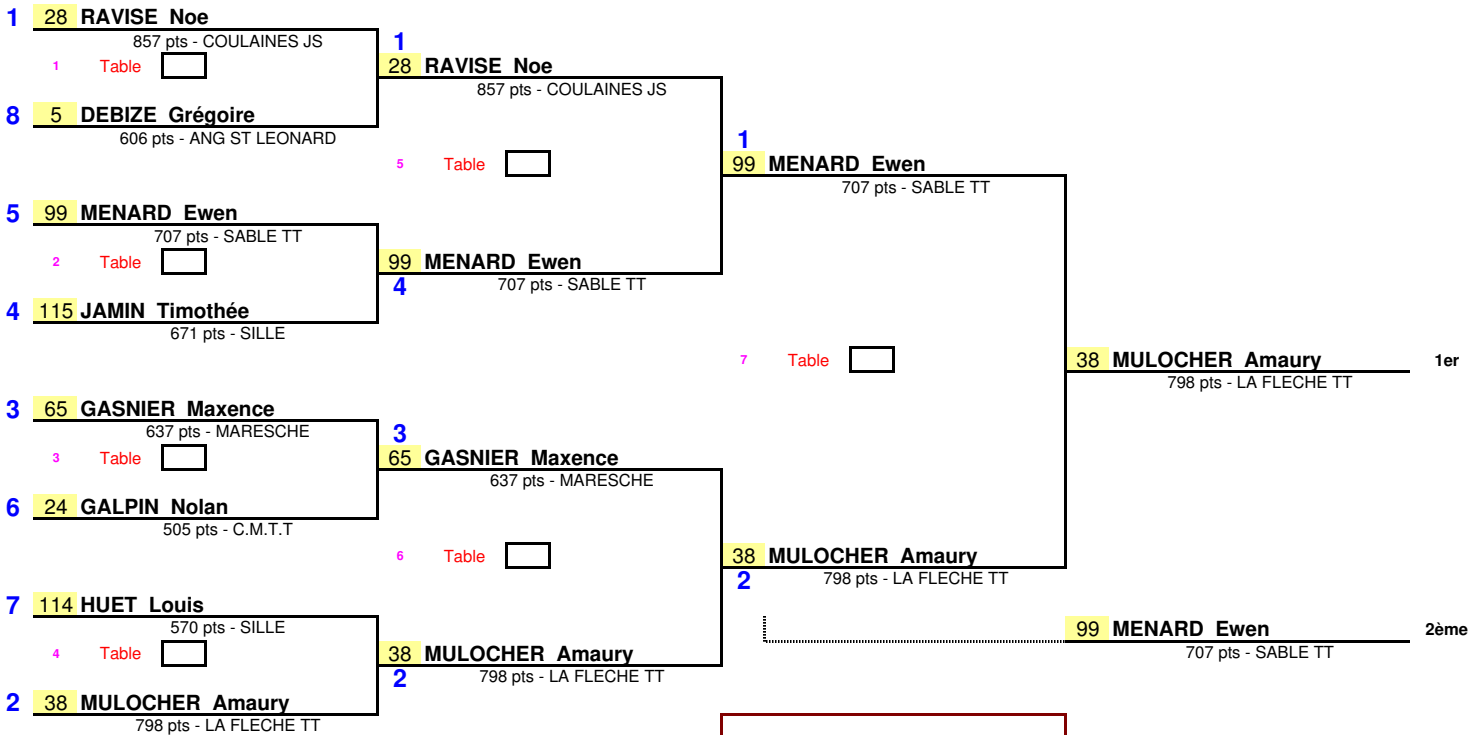 1 28 RAVISE Noe
857 pts - COULAINES JS
1 Table
8 5 DEBIZE Grégoire
606 pts - ANG ST LEONARD
5 99 MENARD Ewen
707 pts - SABLE TT
2 Table
4 115 JAMIN Timothée
671 pts - SILLE
3 65 GASNIER Maxence
637 pts - MARESCHE
3 Table
6 24 GALPIN Nolan
505 pts - C.M.T.T
7 114 HUET Louis
570 pts - SILLE
4 Table
2 38 MULOCHER Amaury
798 pts - LA FLECHE TT
1
28 RAVISE Noe
857 pts - COULAINES JS
5 Table
99 MENARD Ewen
4 707 pts - SABLE TT
3
65 GASNIER Maxence
637 pts - MARESCHE
6 Table
38 MULOCHER Amaury
2 798 pts - LA FLECHE TT
1
99 MENARD Ewen
707 pts - SABLE TT
7 Table
38 MULOCHER Amaury
2 798 pts - LA FLECHE TT
38 MULOCHER Amaury 1er
798 pts - LA FLECHE TT
99 MENARD Ewen 2ème
707 pts - SABLE TT